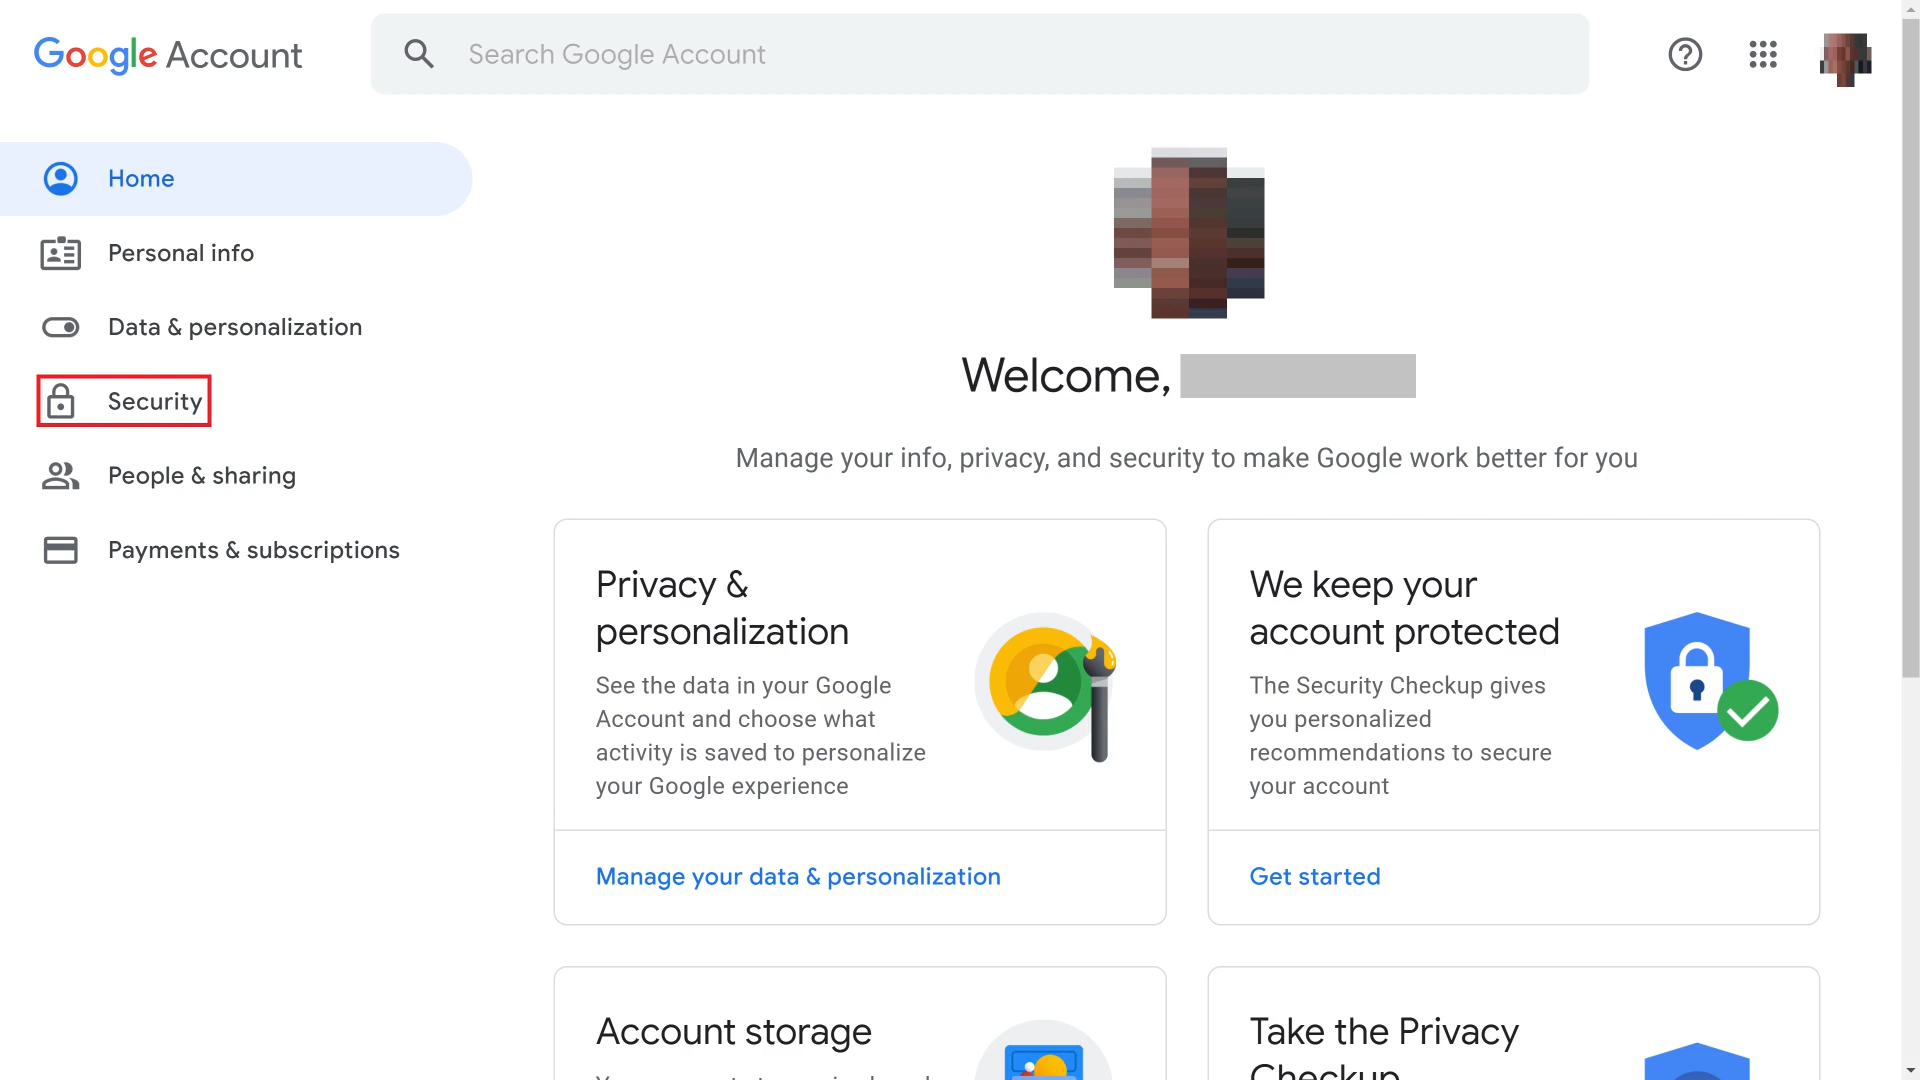 Google Account
Search Google Account
Home
Personal info
Data & personalization
Security
People & sharing
Payments & subscriptions
Welcome,
Manage your info, privacy, and security to make Google work better for you
Privacy &
personalization
See the data in your Google
Account and choose what
activity is saved to personalize
your Google experience
Manage your data & personalization
We keep your
account protected
The Security Checkup gives
you personalized
recommendations to secure
your account
Get started
Account storage
Take the Privacy
Checkup